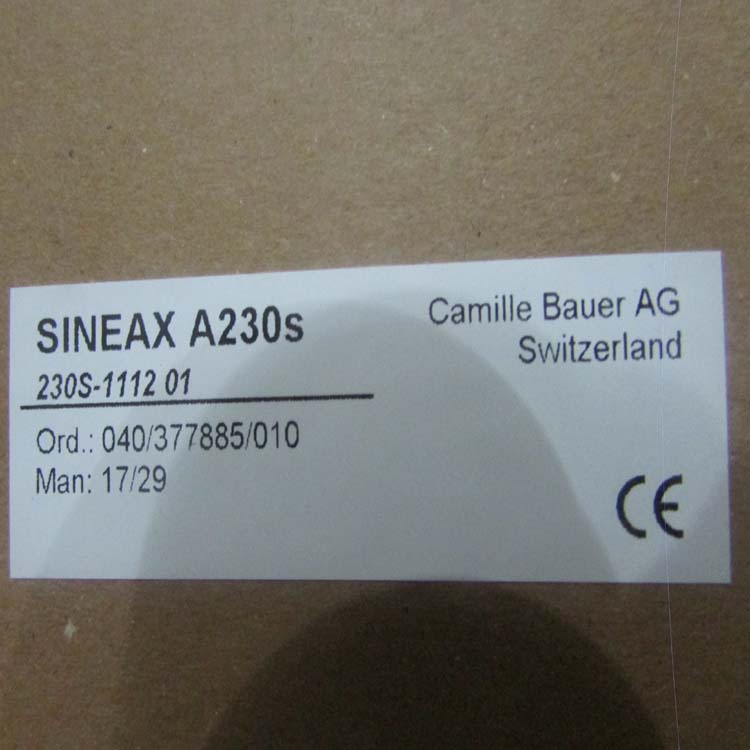 SINEAX A230s
230S-1112 01
Ord.: 040/377885/010
Man: 17/29
Camille Bauer AG
Switzerland
CE